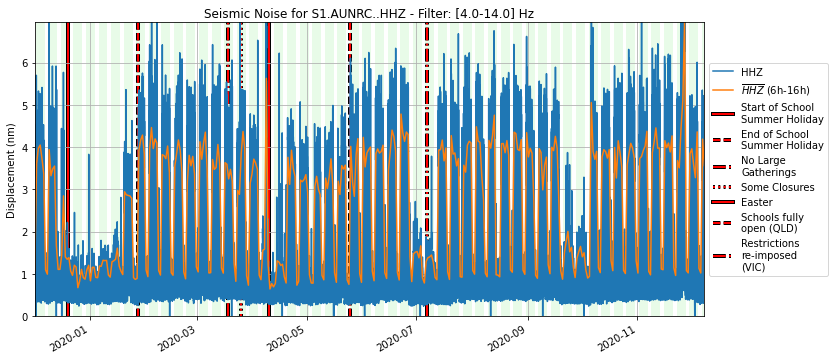 Seismic Noise for S1.AUNRC..HHZ - Filter: [4.0-14.0] Hz
Displacement (nm)
6
5
4
3
2
1
0
2020-01
2020-03
2020-05
2020-07
2020-09
2020-11
HHZ
HHZ (6h-16h)
Start of School
Summer Holiday
End of School
Summer Holiday
No Large
Gatherings
Some Closures
Easter
Schools fully
open (QLD)
Restrictions
re-imposed
(VIC)